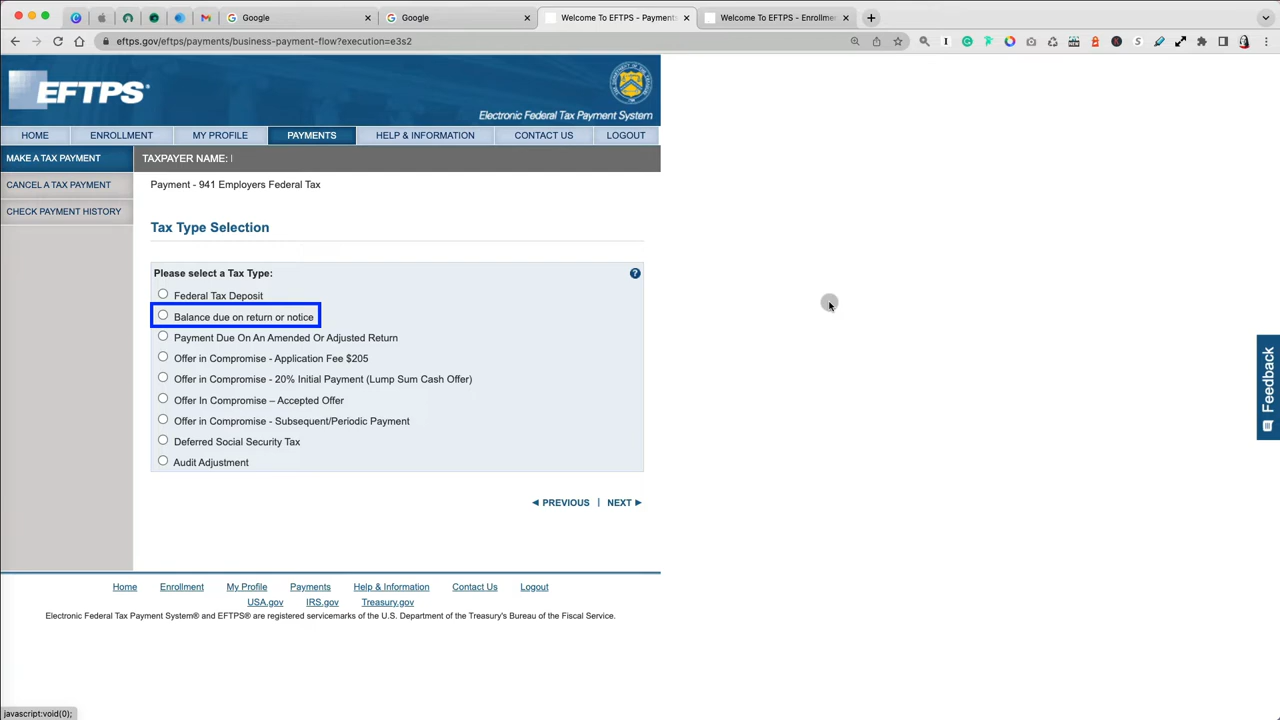 Google
Google
Welcome To EFTPS - Payments
Welcome To EFTPS - Enrollme
eftps.gov/eftps/payments/business-payment-flow?execution=e3s2
EFTPS®
Electronic Federal Tax Payment System
HOME ENROLLMENT MY PROFILE PAYMENTS HELP & INFORMATION CONTACT US LOGOUT
MAKE A TAX PAYMENT
TAXPAYER NAME:
CANCEL A TAX PAYMENT
Payment - 941 Employers Federal Tax
CHECK PAYMENT HISTORY
Tax Type Selection
Please select a Tax Type:
?
Federal Tax Deposit
Balance due on return or notice
Payment Due On An Amended Or Adjusted Return
Offer in Compromise - Application Fee $205
Offer in Compromise - 20% Initial Payment (Lump Sum Cash Offer)
Offer In Compromise – Accepted Offer
Offer in Compromise - Subsequent/Periodic Payment
Deferred Social Security Tax
Audit Adjustment
◄ PREVIOUS | NEXT ►
Feedback
Home Enrollment My Profile Payments Help & Information Contact Us Logout
USA.gov IRS.gov Treasury.gov
Electronic Federal Tax Payment System® and EFTPS® are registered servicemarks of the U.S. Department of the Treasury's Bureau of the Fiscal Service.
javascript:void(0);